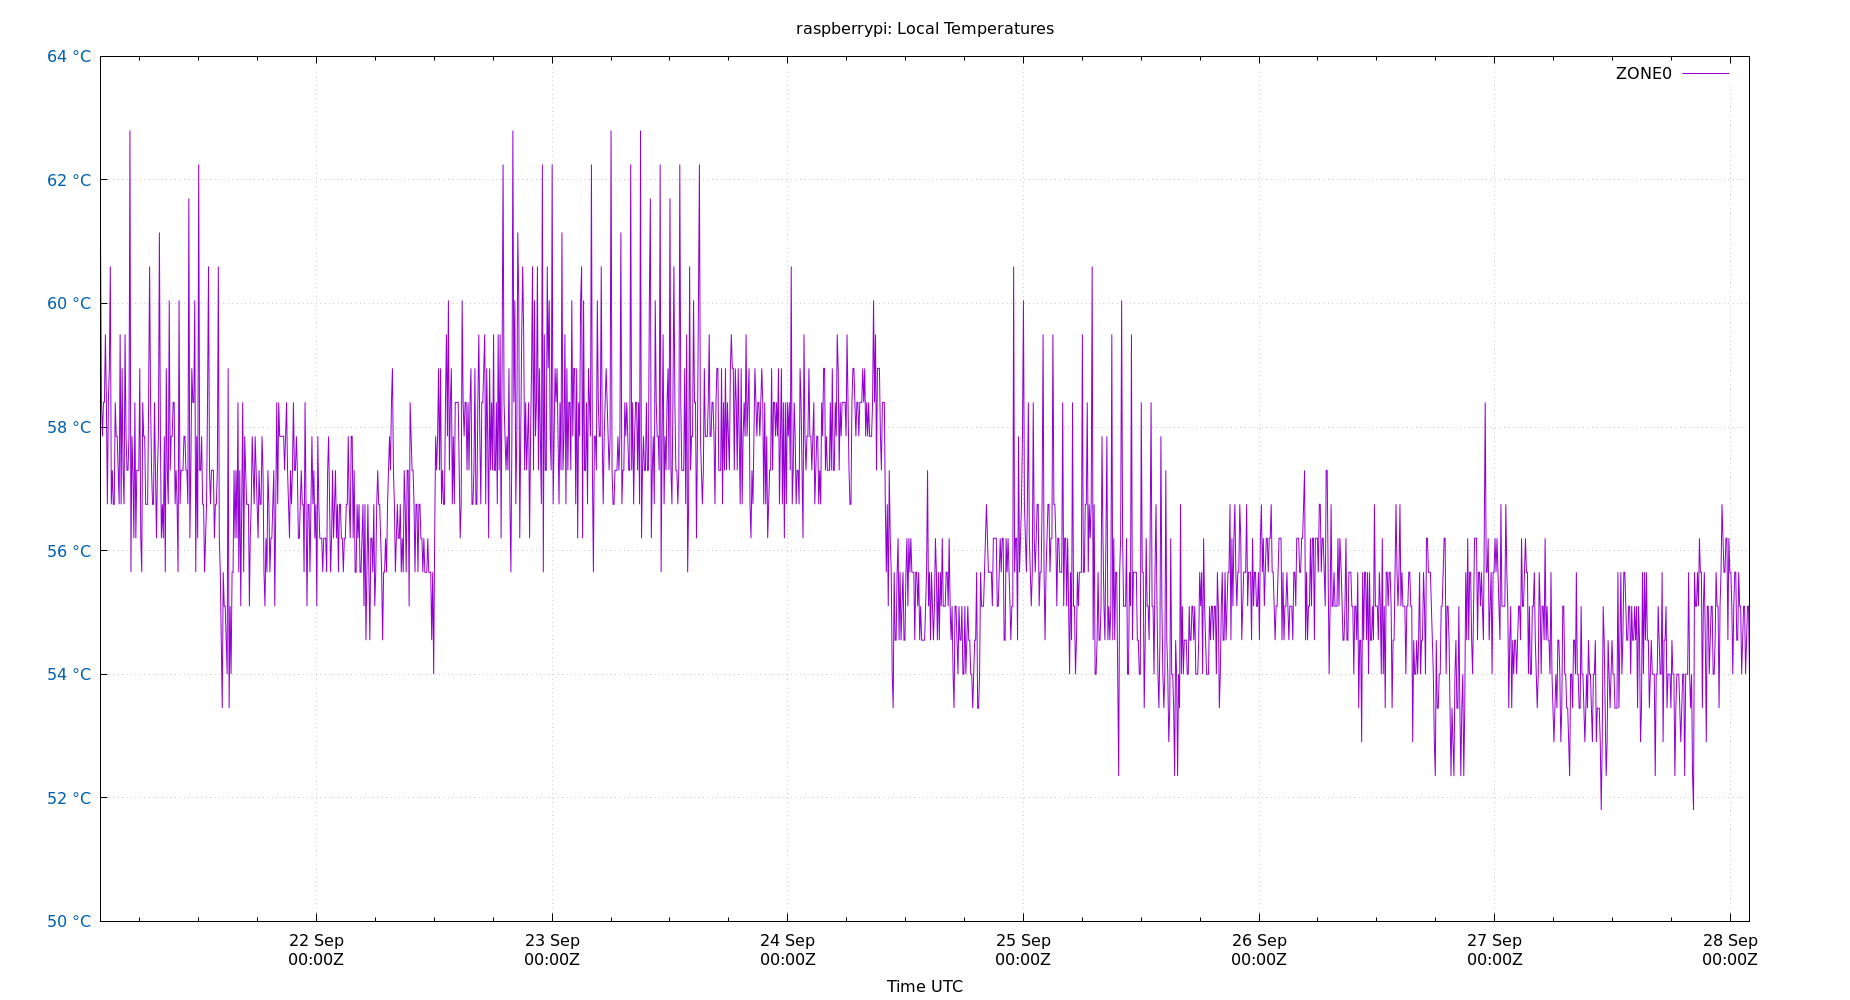 raspberrypi: Local Temperatures
64 °C
ZONE0
62 °C
60 °C
58 °C
56 °C
54 °C
52 °C
50 °C
22 Sep 23 Sep 24 Sep 25 Sep 26 Sep 27 Sep 28 Sep
00:00Z 00:00Z 00:00Z 00:00Z 00:00Z 00:00Z 00:00Z
Time UTC